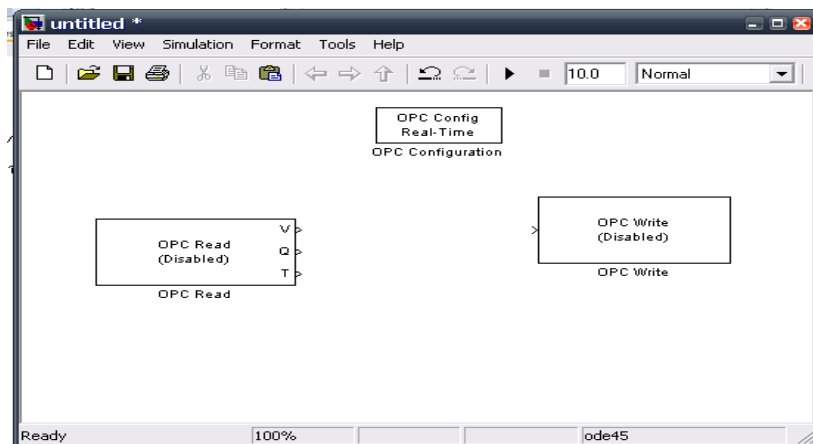 untitled *
File Edit View Simulation Format Tools Help
10.0 Normal
OPC Config
Real-Time
OPC Configuration
OPC Read
(Disabled)
V
Q
T
OPC Read
OPC Write
(Disabled)
OPC Write
Ready 100% ode45